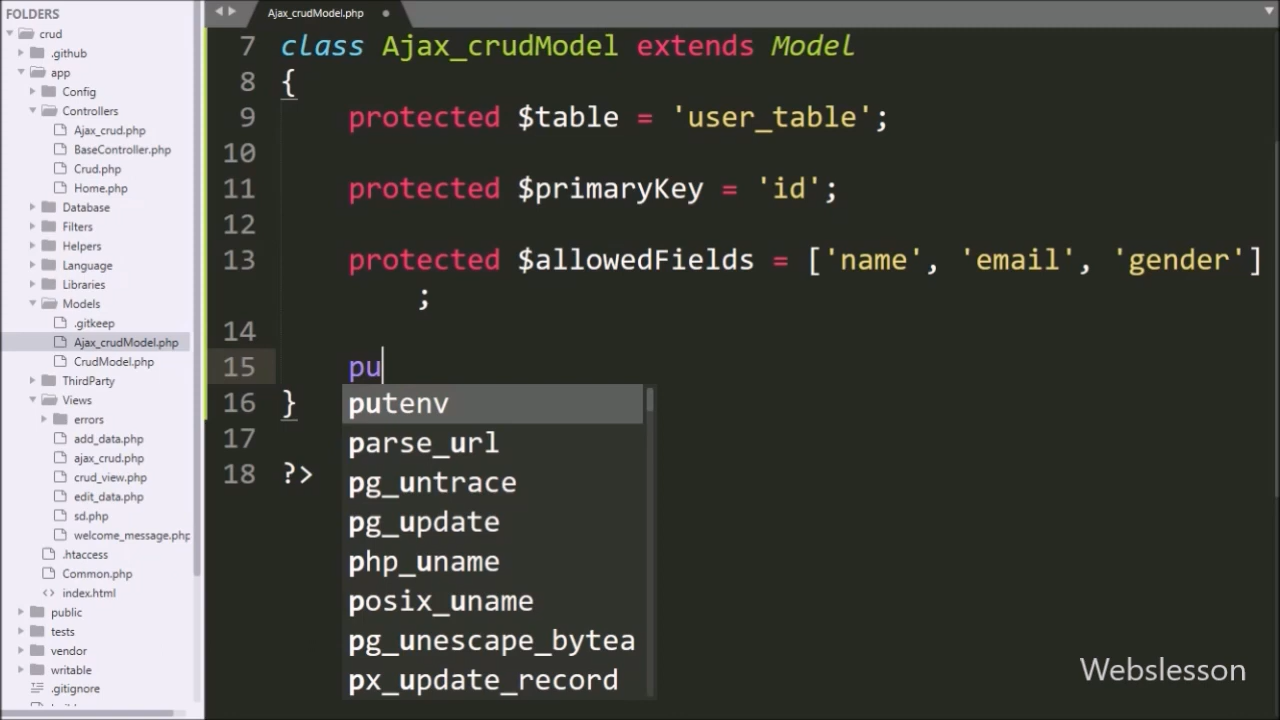 FOLDERS
crud
.github
app
Config
Controllers
Ajax_crud.php
BaseController.php
Crud.php
Home.php
Database
Filters
Helpers
Language
Libraries
Models
.gitkeep
Ajax_crudModel.php
CrudModel.php
ThirdParty
Views
errors
add_data.php
ajax_crud.php
crud_view.php
edit_data.php
sd.php
welcome_message.php
.htaccess
Common.php
<> index.html
public
tests
vendor
writable
.gitignore
Ajax_crudModel.php
7 class Ajax_crudModel extends Model
8 {
9 protected $table = 'user_table';
10
11 protected $primaryKey = 'id';
12
13 protected $allowedFields = ['name', 'email', 'gender']
;
14
15 pu
16 }
17
18 ?>
putenv
parse_url
pg_untrace
pg_update
php_uname
posix_uname
pg_unescape_bytea
px_update_record
Webslesson